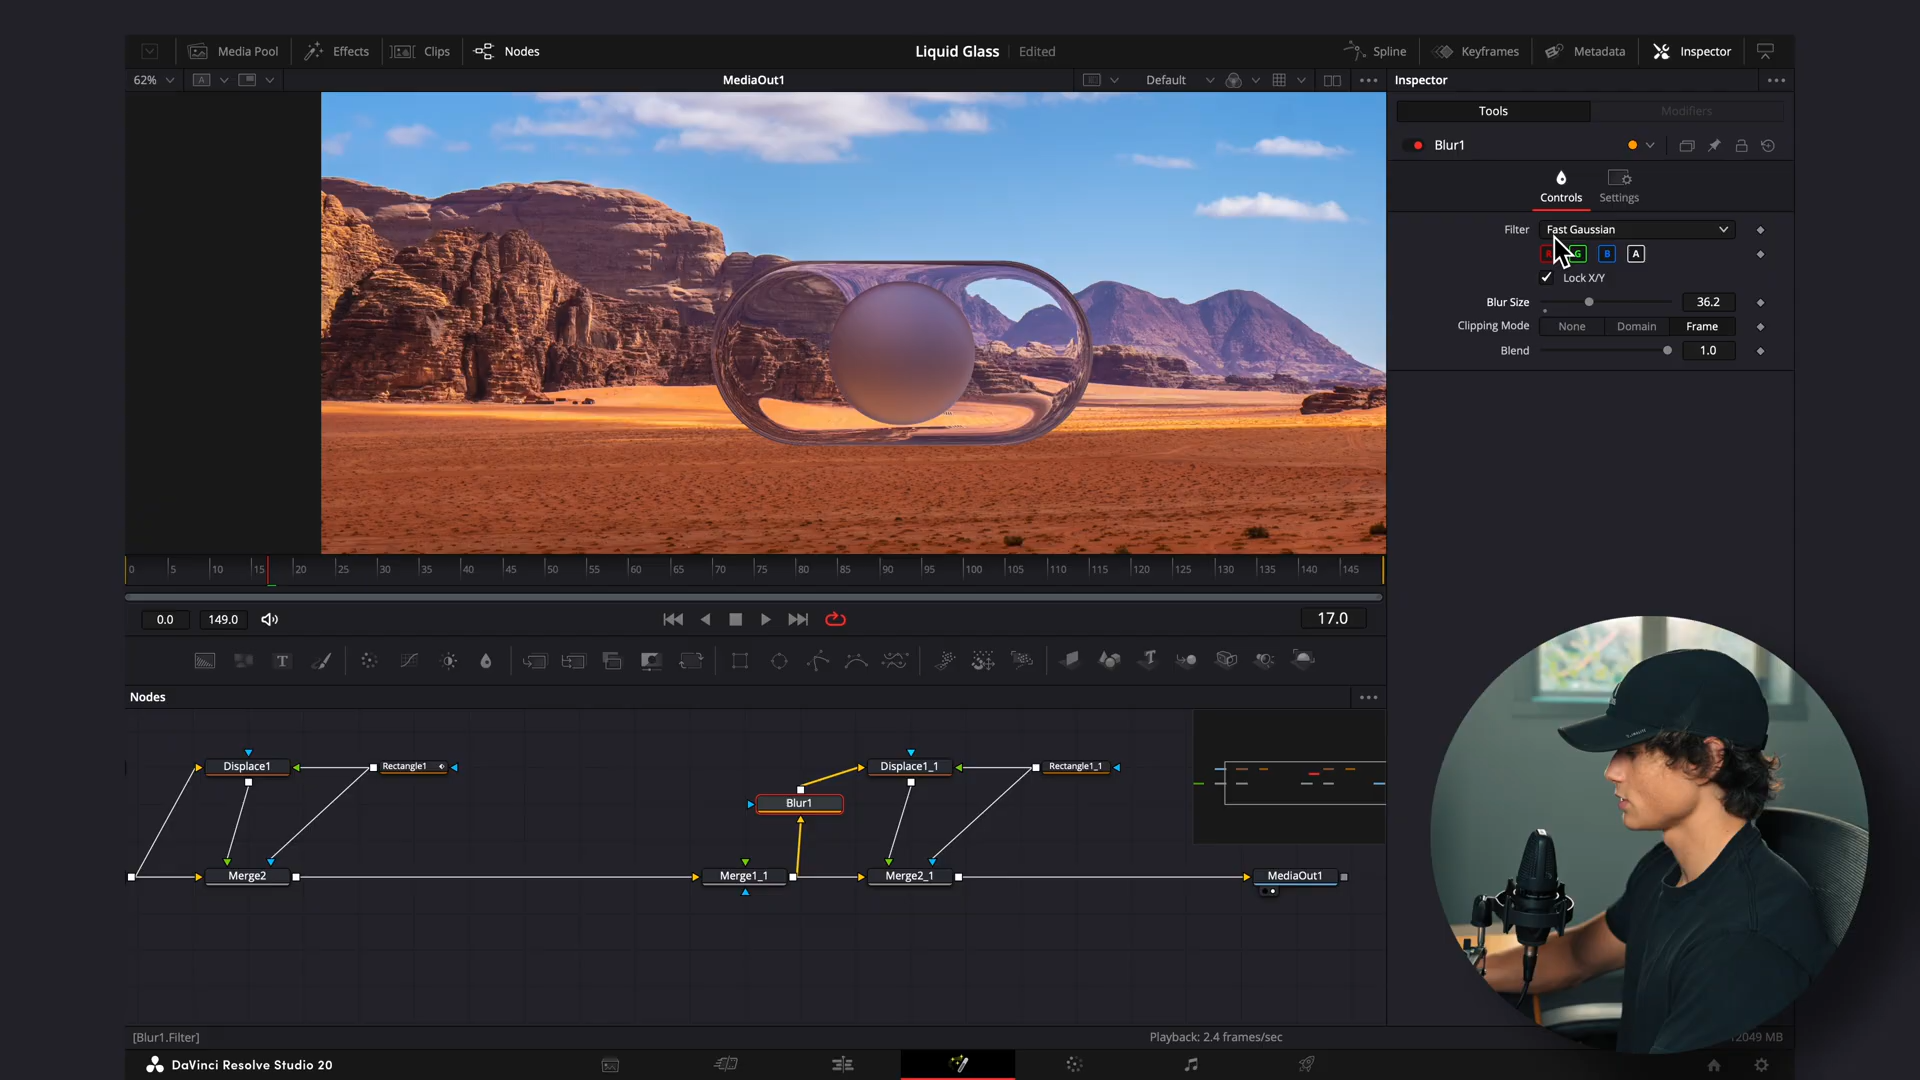 Media Pool
Effects
Clips
Nodes
Liquid Glass
Edited
Spline
Keyframes
Metadata
Inspector
62%
A
MediaOut1
Default
Inspector
Tools
Modifiers
Blur1
Controls
Settings
Filter
Fast Gaussian
R
G
B
A
Lock X/Y
Blur Size
36.2
Clipping Mode
None
Domain
Frame
Blend
1.0
0 5 10 15 20 25 30 35 40 45 50 55 60 65 70 75 80 85 90 95 100 105 110 115 120 125 130 135 140 145
0.0
149.0
17.0
T
Nodes
Displace1
Rectangle1
Displace1_1
Rectangle1_1
Blur1
Merge2
Merge1_1
Merge2_1
MediaOut1
[Blur1.Filter]
Playback: 2.4 frames/sec
2049 MB
DaVinci Resolve Studio 20